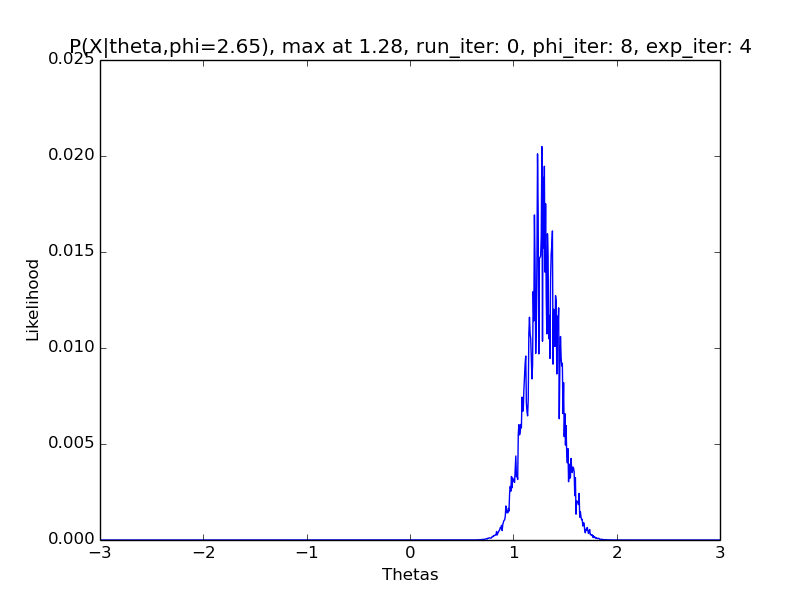 P(X|theta,phi=2.65), max at 1.28, run_iter: 0, phi_iter: 8, exp_iter: 4
0.025
0.020
0.015
0.010
0.005
0.000
Likelihood
−3 −2 −1 0 1 2 3
Thetas